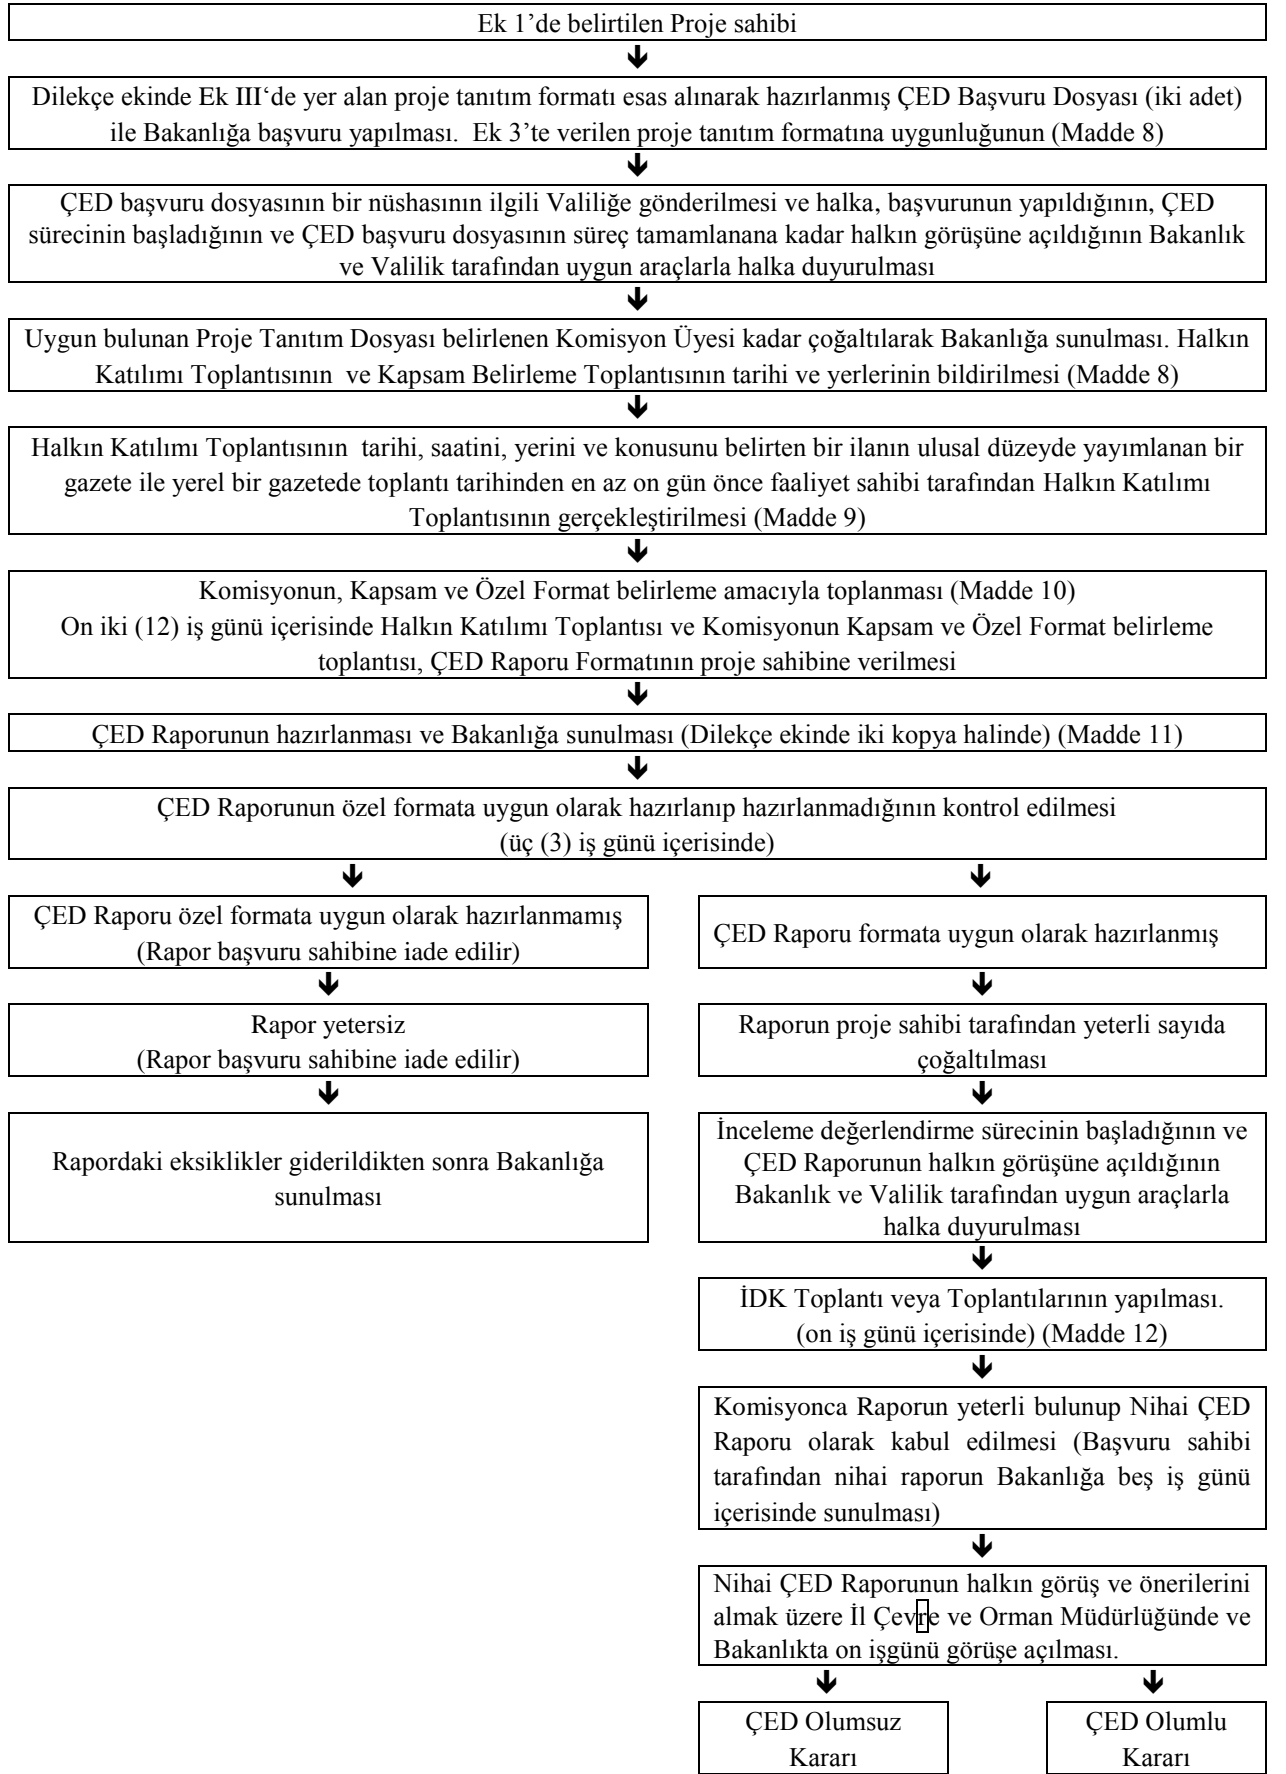 Ek 1’de belirtilen Proje sahibi
Dilekçe ekinde Ek III‘de yer alan proje tanıtım formatı esas alınarak hazırlanmış ÇED Başvuru Dosyası (iki adet)
ile Bakanlığa başvuru yapılması. Ek 3’te verilen proje tanıtım formatına uygunluğunun (Madde 8)
ÇED başvuru dosyasının bir nüshasının ilgili Valiliğe gönderilmesi ve halka, başvurunun yapıldığının, ÇED
sürecinin başladığının ve ÇED başvuru dosyasının süreç tamamlanana kadar halkın görüşüne açıldığının Bakanlık
ve Valilik tarafından uygun araçlarla halka duyurulması
Uygun bulunan Proje Tanıtım Dosyası belirlenen Komisyon Üyesi kadar çoğaltılarak Bakanlığa sunulması. Halkın
Katılımı Toplantısının ve Kapsam Belirleme Toplantısının tarihi ve yerlerinin bildirilmesi (Madde 8)
Halkın Katılımı Toplantısının tarihi, saatini, yerini ve konusunu belirten bir ilanın ulusal düzeyde yayımlanan bir
gazete ile yerel bir gazetede toplantı tarihinden en az on gün önce faaliyet sahibi tarafından Halkın Katılımı
Toplantısının gerçekleştirilmesi (Madde 9)
Komisyonun, Kapsam ve Özel Format belirleme amacıyla toplanması (Madde 10)
On iki (12) iş günü içerisinde Halkın Katılımı Toplantısı ve Komisyonun Kapsam ve Özel Format belirleme
toplantısı, ÇED Raporu Formatının proje sahibine verilmesi
ÇED Raporunun hazırlanması ve Bakanlığa sunulması (Dilekçe ekinde iki kopya halinde) (Madde 11)
ÇED Raporunun özel formata uygun olarak hazırlanıp hazırlanmadığının kontrol edilmesi
(üç (3) iş günü içerisinde)
ÇED Raporu özel formata uygun olarak hazırlanmamış
(Rapor başvuru sahibine iade edilir)
ÇED Raporu formata uygun olarak hazırlanmış
Rapor yetersiz
(Rapor başvuru sahibine iade edilir)
Raporun proje sahibi tarafından yeterli sayıda
çoğaltılması
Rapordaki eksiklikler giderildikten sonra Bakanlığa
sunulması
İnceleme değerlendirme sürecinin başladığının ve
ÇED Raporunun halkın görüşüne açıldığının
Bakanlık ve Valilik tarafından uygun araçlarla
halka duyurulması
İDK Toplantı veya Toplantılarının yapılması.
(on iş günü içerisinde) (Madde 12)
Komisyonca Raporun yeterli bulunup Nihai ÇED
Raporu olarak kabul edilmesi (Başvuru sahibi
tarafından nihai raporun Bakanlığa beş iş günü
içerisinde sunulması)
Nihai ÇED Raporunun halkın görüş ve önerilerini
almak üzere İl Çevre ve Orman Müdürlüğünde ve
Bakanlıkta on işgünü görüşe açılması.
ÇED Olumsuz
Kararı
ÇED Olumlu
Kararı